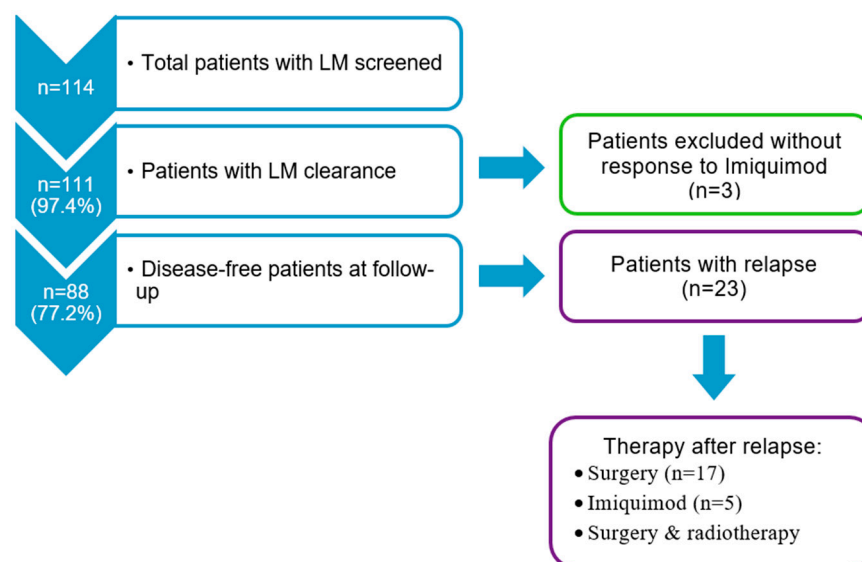 n=114
• Total patients with LM screened
n=111
(97.4%)
• Patients with LM clearance
Patients excluded without
response to Imiquimod
(n=3)
n=88
(77.2%)
• Disease-free patients at follow-
up
Patients with relapse
(n=23)
Therapy after relapse:
• Surgery (n=17)
• Imiquimod (n=5)
• Surgery & radiotherapy